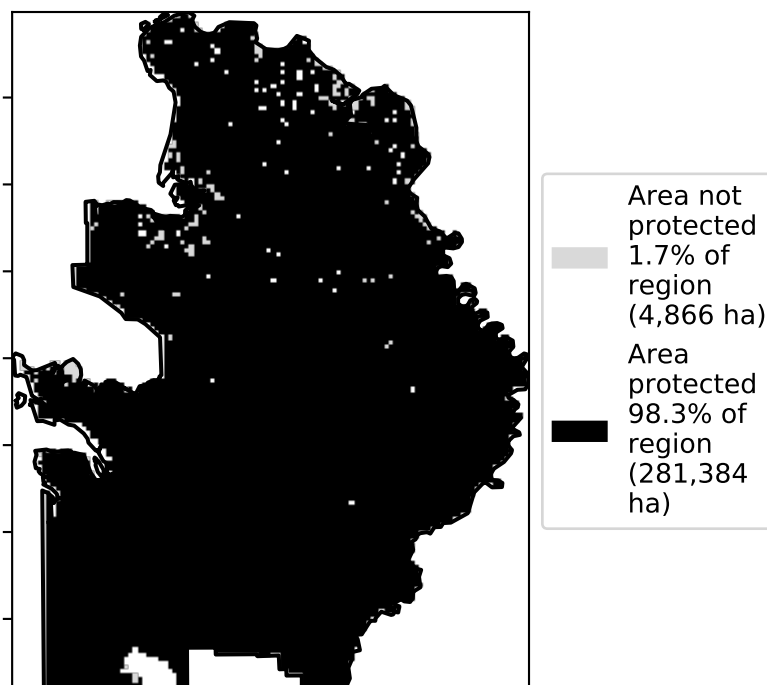 Area not
protected
1.7% of
region
(4,866 ha)
Area
protected
98.3% of
region
(281,384
ha)